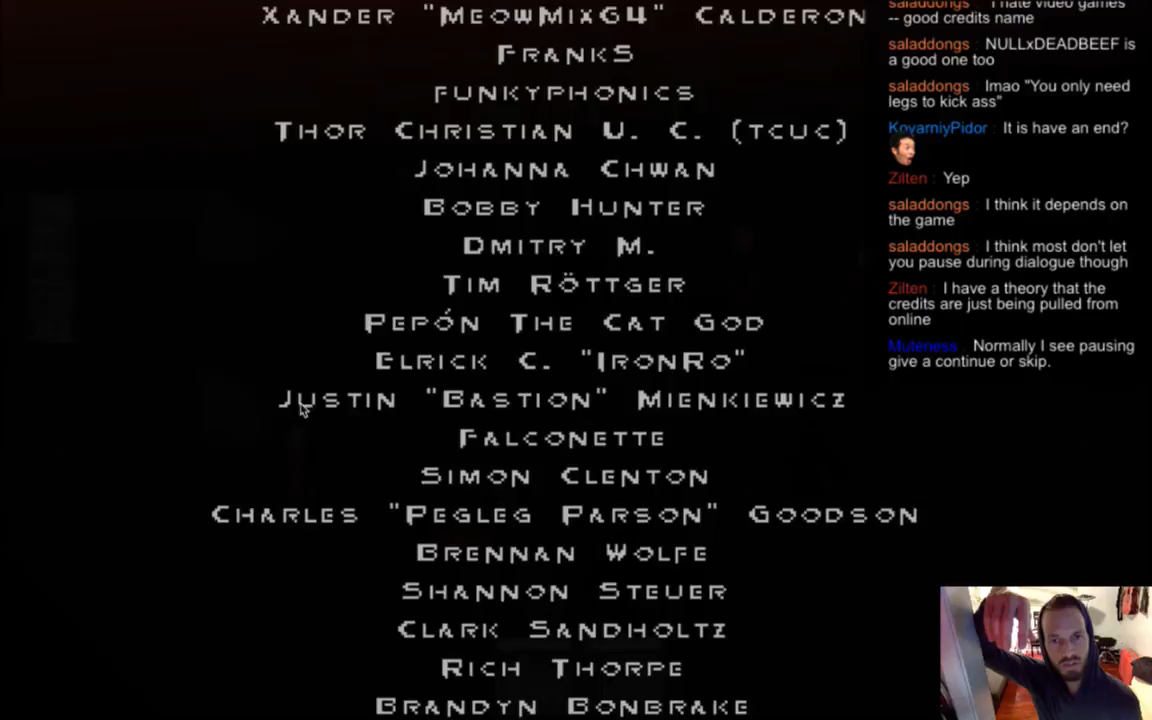 Xander "MeowMix64" Calderon
FrankS
funkyphonics
Thor Christian U. C. (tcuc)
Johanna Chwan
Bobby Hunter
Dmitry M.
Tim Röttger
Pepón The Cat God
Elrick C. "IronRo"
Justin "Bastion" Mienkiewicz
Falconette
Simon Clenton
Charles "Pegleg Parson" Goodson
Brennan Wolfe
Shannon Steuer
Clark Sandholtz
Rich Thorpe
Brandyn Bonbrake
saladdongs : I hate video games
-- good credits name
saladdongs : NULLxDEADBEEF is
a good one too
saladdongs : lmao "You only need
legs to kick ass"
KovarniyPidor : It is have an end?
Zilten : Yep
saladdongs : I think it depends on
the game
saladdongs : I think most don't let
you pause during dialogue though
Zilten : I have a theory that the
credits are just being pulled from
online
Muteness : Normally I see pausing
give a continue or skip.